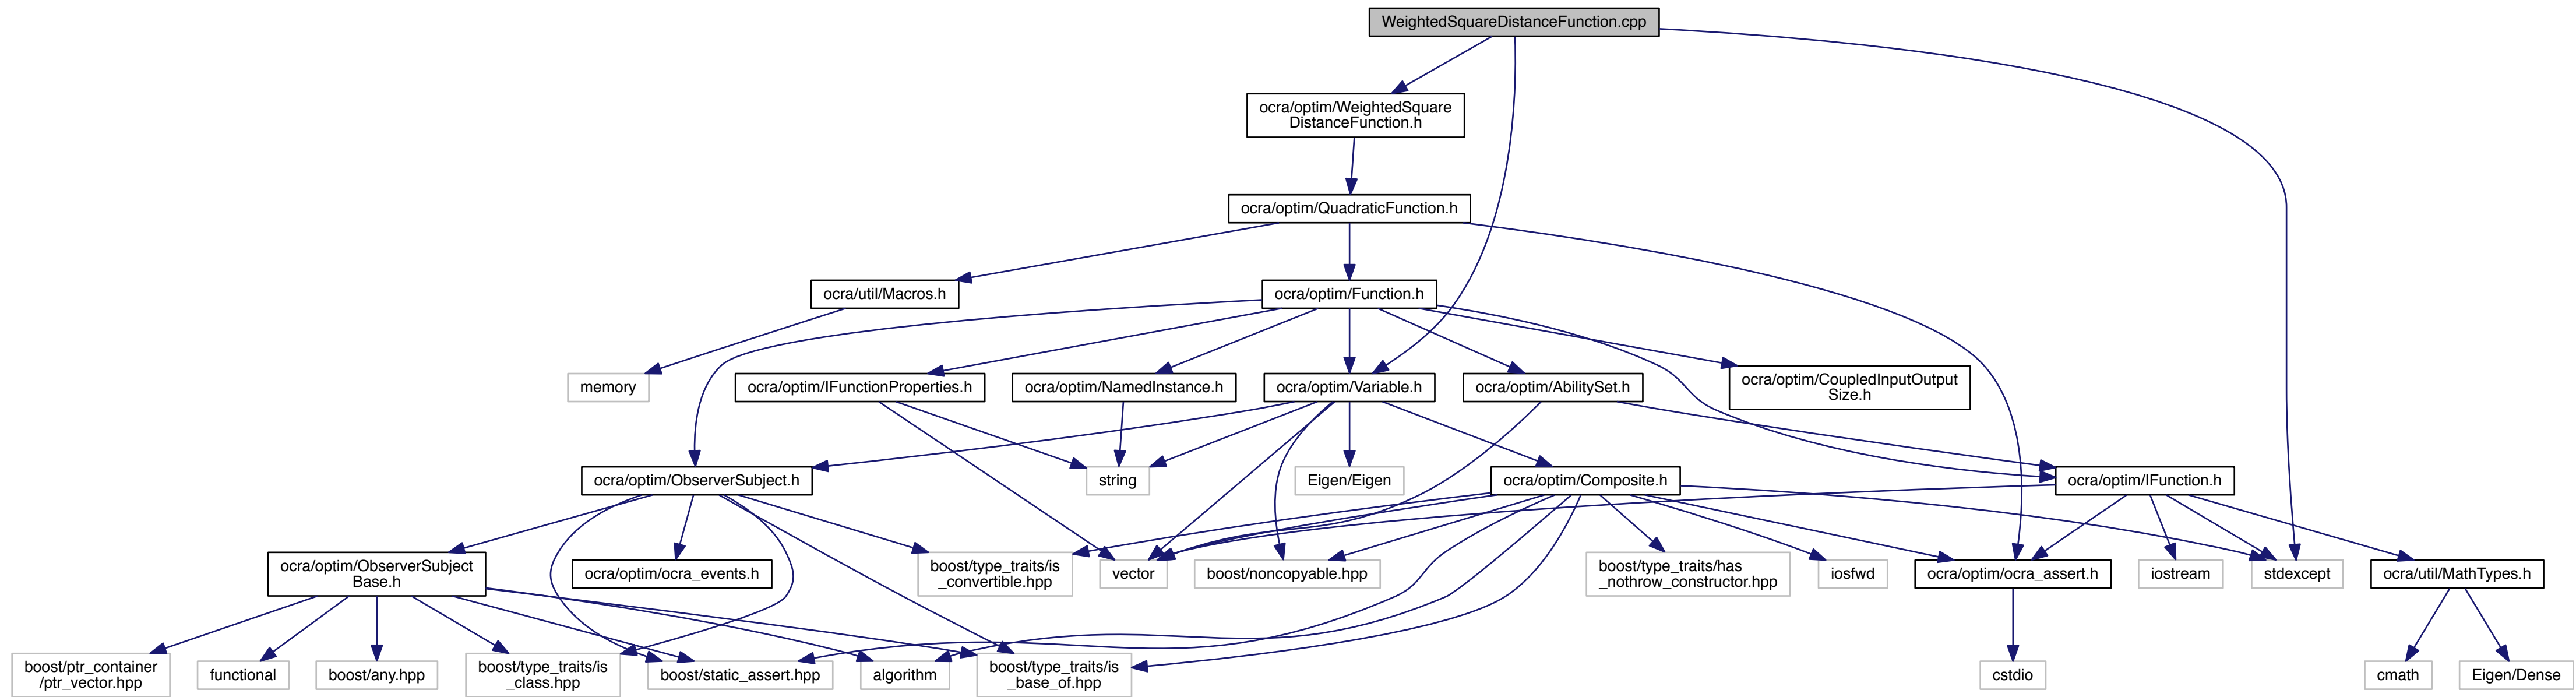 WeightedSquareDistanceFunction.cpp
ocra/optim/WeightedSquare
DistanceFunction.h
ocra/optim/QuadraticFunction.h
ocra/util/Macros.h
ocra/optim/Function.h
memory
ocra/optim/IFunctionProperties.h
ocra/optim/NamedInstance.h
ocra/optim/Variable.h
ocra/optim/AbilitySet.h
ocra/optim/CoupledInputOutput
Size.h
ocra/optim/ObserverSubject.h
string
Eigen/Eigen
ocra/optim/Composite.h
ocra/optim/IFunction.h
ocra/optim/ObserverSubject
Base.h
ocra/optim/ocra_events.h
boost/type_traits/is
_convertible.hpp
vector
boost/noncopyable.hpp
boost/type_traits/has
_nothrow_constructor.hpp
iosfwd
ocra/optim/ocra_assert.h
iostream
stdexcept
ocra/util/MathTypes.h
boost/ptr_container
/ptr_vector.hpp
functional
boost/any.hpp
boost/type_traits/is
_class.hpp
boost/static_assert.hpp
algorithm
boost/type_traits/is
_base_of.hpp
cstdio
cmath
Eigen/Dense